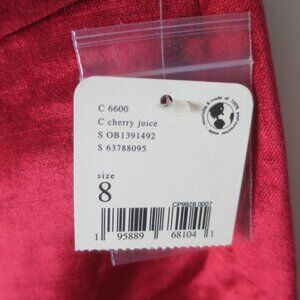 C 6600
C cherry juice
S OB1391492
S 63788095
size
8
CP9928 0007
1 95889 68104 1